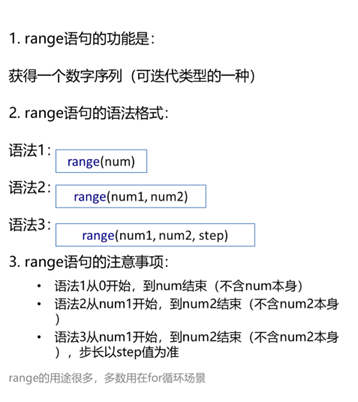 1. range语句的功能是：
获得一个数字序列（可迭代类型的一种）
2. range语句的语法格式：
语法1：range(num)
语法2：range(num1, num2)
语法3：range(num1, num2, step)
3. range语句的注意事项：
• 语法1从0开始，到num结束（不含num本身）
• 语法2从num1开始，到num2结束（不含num2本身
）
• 语法3从num1开始，到num2结束（不含num2本身
），步长以step值为准
range的用途很多，多数用在for循环场景